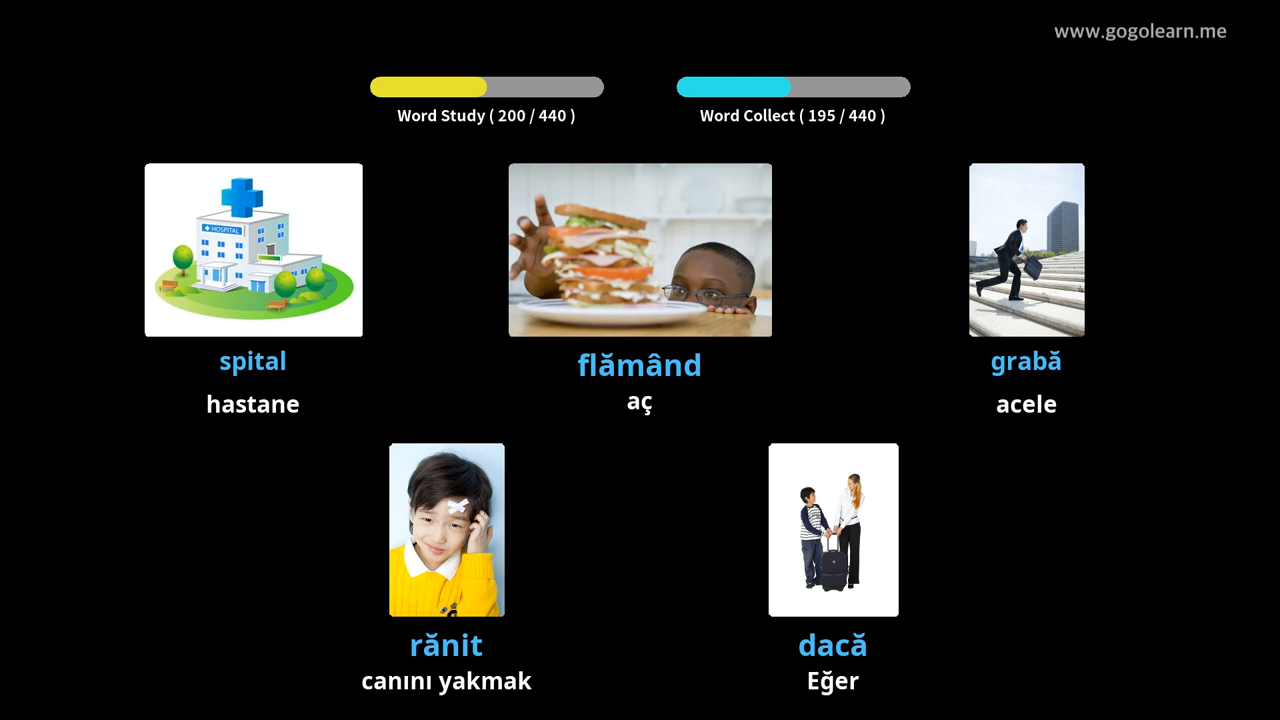 www.gogolearn.me
Word Study ( 200 / 440 )
Word Collect ( 195 / 440 )
HOSPITAL
spital
hastane
flămând
aç
grabă
acele
rănit
canını yakmak
dacă
Eğer